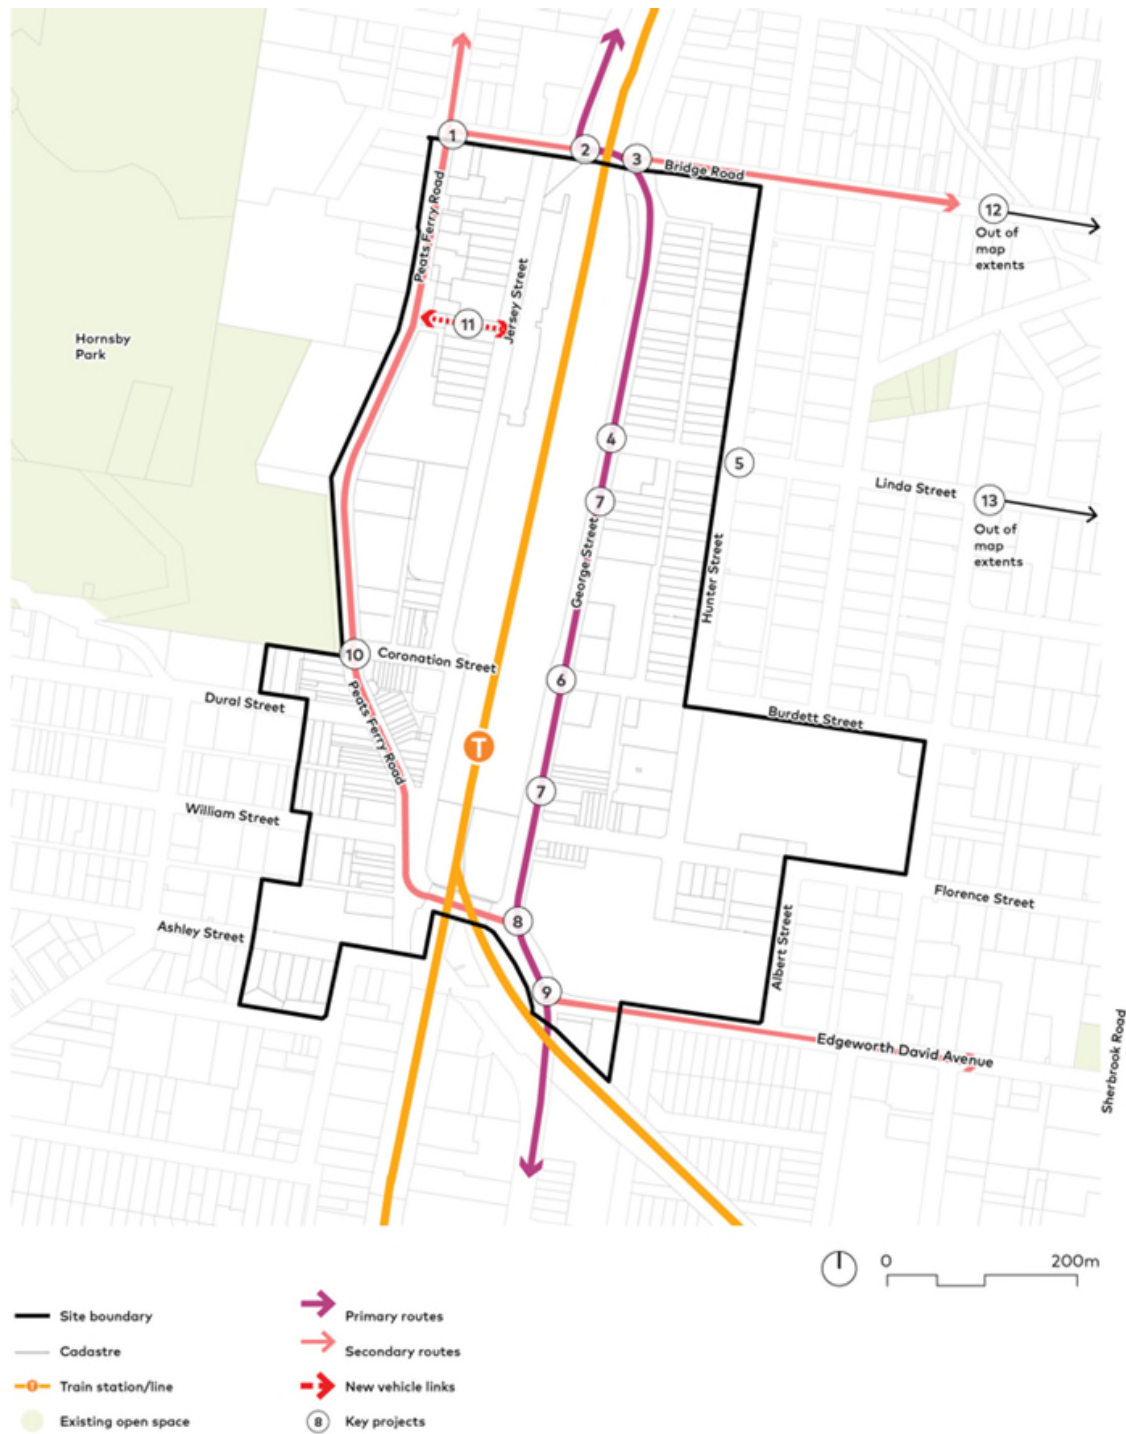 1
2
3
Bridge Road
12
Out of
map
extents
Peats Ferry Road
Jersey Street
11
Hornsby
Park
4
5
7
Linda Street
13
Out of
map
extents
George Street
Hunter Street
10
Coronation Street
6
Dural Street
Peats Ferry Road
Burdett Street
T
7
William Street
Florence Street
8
Ashley Street
Albert Street
9
Edgeworth David Avenue
Sherbrook Road
0
200m
Site boundary
Primary routes
Cadastre
Secondary routes
T
Train station/line
New vehicle links
Existing open space
8
Key projects